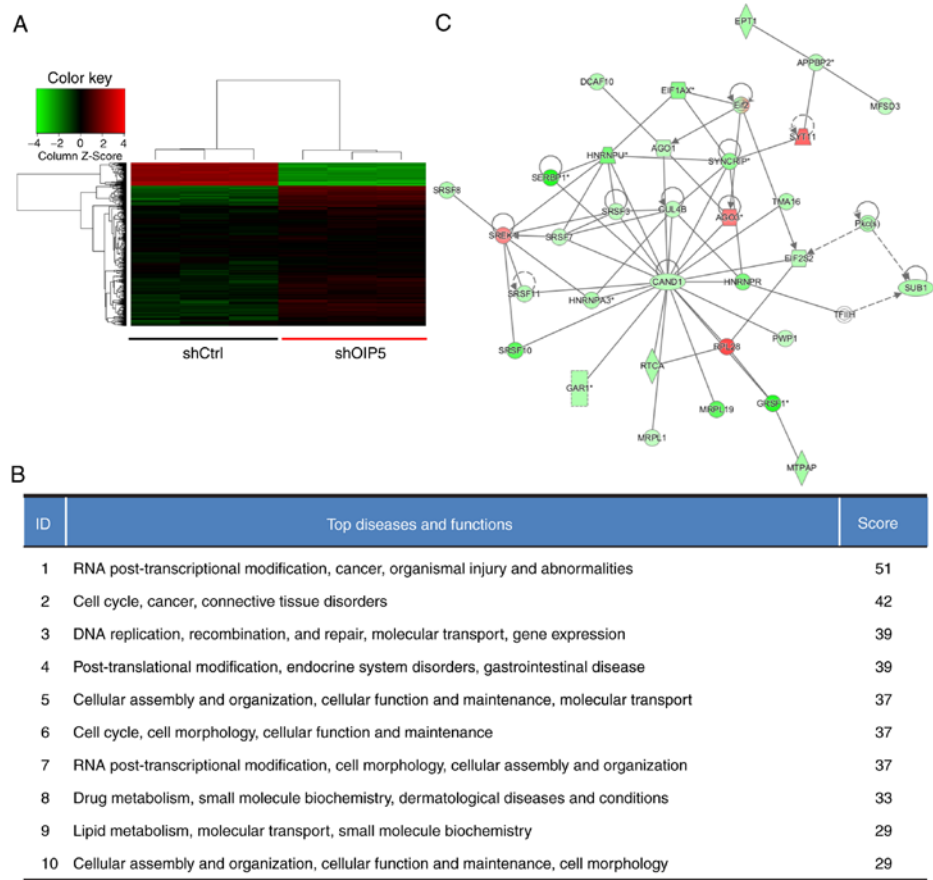 A
Color key
−4 −2 0 2 4
Column Z-Score
shCtrl
shOIP5
C
EPT1
APPBP2*
MFSD3
DCAF10
EIF1AX*
EIF2
SYT11
HNRNPU*
AGO1
SYNCRIP*
SERBP1*
SRSF8
SRSF3
CUL4B
AGO3*
TMA16
SREK1
SRSF7
Pkc(s)
EIF2S2
CAND1
HNRNPR
SUB1
SRSF11
HNRNPA3*
TFIIH
SRSF10
RPL28
PWP1
RTCA
GAR1*
MRPL19
GRSF1*
MRPL1
MTPAP
B
ID Top diseases and functions Score
1 RNA post-transcriptional modification, cancer, organismal injury and abnormalities 51
2 Cell cycle, cancer, connective tissue disorders 42
3 DNA replication, recombination, and repair, molecular transport, gene expression 39
4 Post-translational modification, endocrine system disorders, gastrointestinal disease 39
5 Cellular assembly and organization, cellular function and maintenance, molecular transport 37
6 Cell cycle, cell morphology, cellular function and maintenance 37
7 RNA post-transcriptional modification, cell morphology, cellular assembly and organization 37
8 Drug metabolism, small molecule biochemistry, dermatological diseases and conditions 33
9 Lipid metabolism, molecular transport, small molecule biochemistry 29
10 Cellular assembly and organization, cellular function and maintenance, cell morphology 29